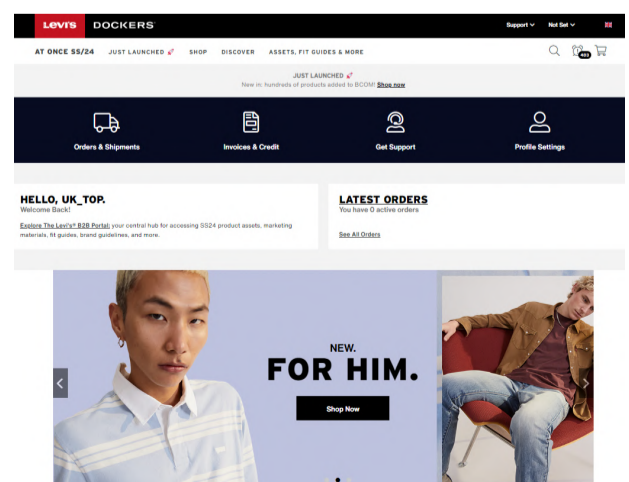 Levi's
DOCKERS
Support
Not Set
AT ONCE SS/24
JUST LAUNCHED 🚀
SHOP
DISCOVER
ASSETS, FIT GUIDES & MORE
JUST LAUNCHED 🚀
New in: hundreds of products added to BCOM! Shop now
Orders & Shipments
Invoices & Credit
Get Support
Profile Settings
HELLO, UK_TOP.
Welcome Back!
Explore The Levi's® B2B Portal: your central hub for accessing SS24 product assets, marketing
materials, fit guides, brand guidelines, and more.
LATEST ORDERS
You have 0 active orders
See All Orders
NEW.
FOR HIM.
Shop Now